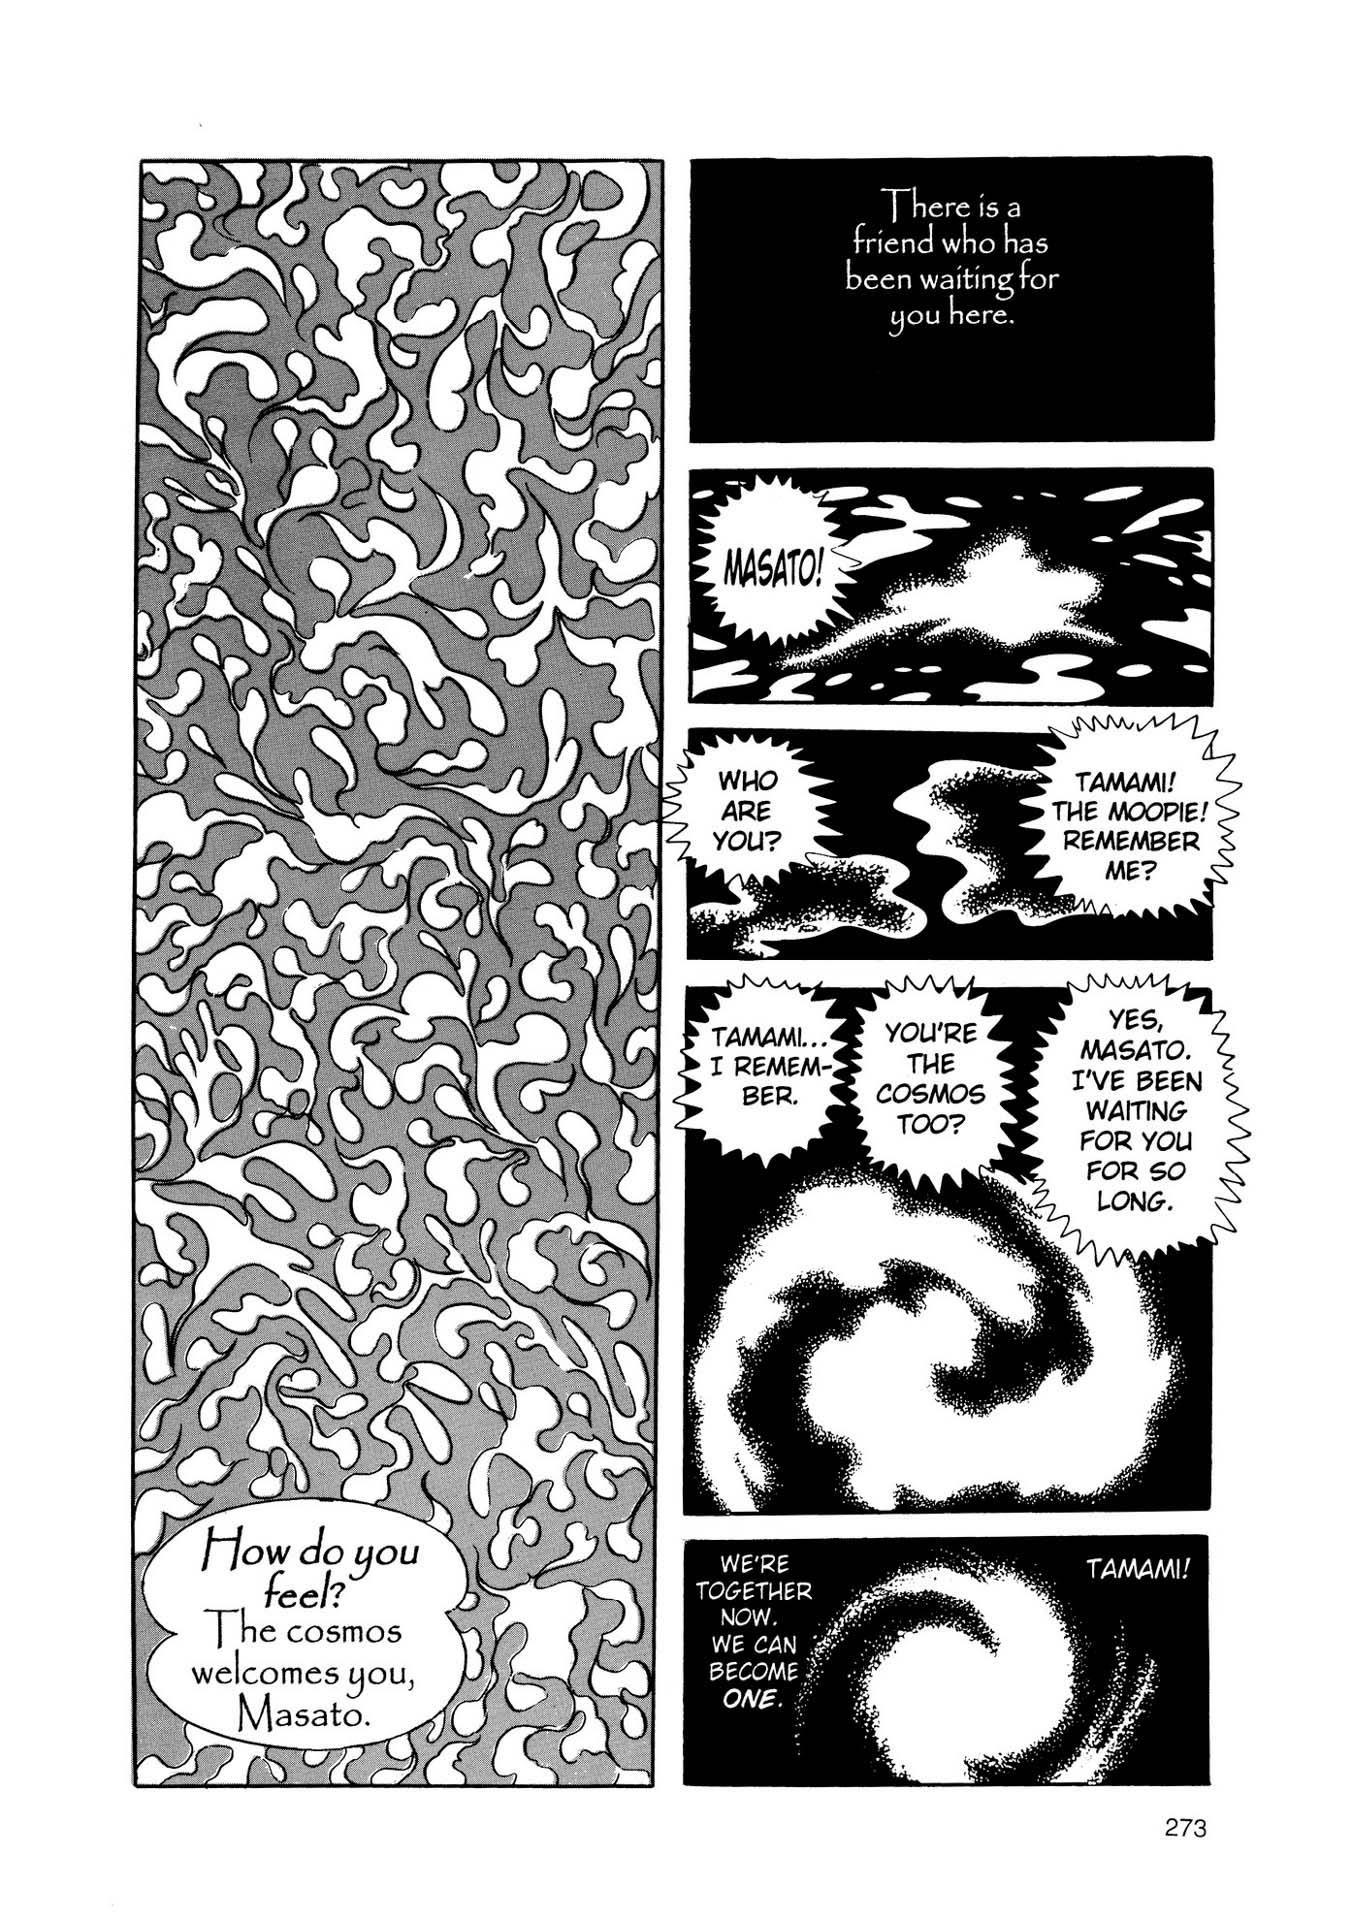 How do you
feel?
The cosmos
welcomes you,
Masato.
There is a
friend who has
been waiting for
you here.
MASATO!
WHO
ARE
YOU?
TAMAMI!
THE MOOPIE!
REMEMBER
ME?
TAMAMI...
I REMEM-
BER.
YOU'RE
THE
COSMOS
TOO?
YES,
MASATO.
I'VE BEEN
WAITING
FOR YOU
FOR SO
LONG.
WE'RE
TOGETHER
NOW.
WE CAN
BECOME
ONE.
TAMAMI!
273